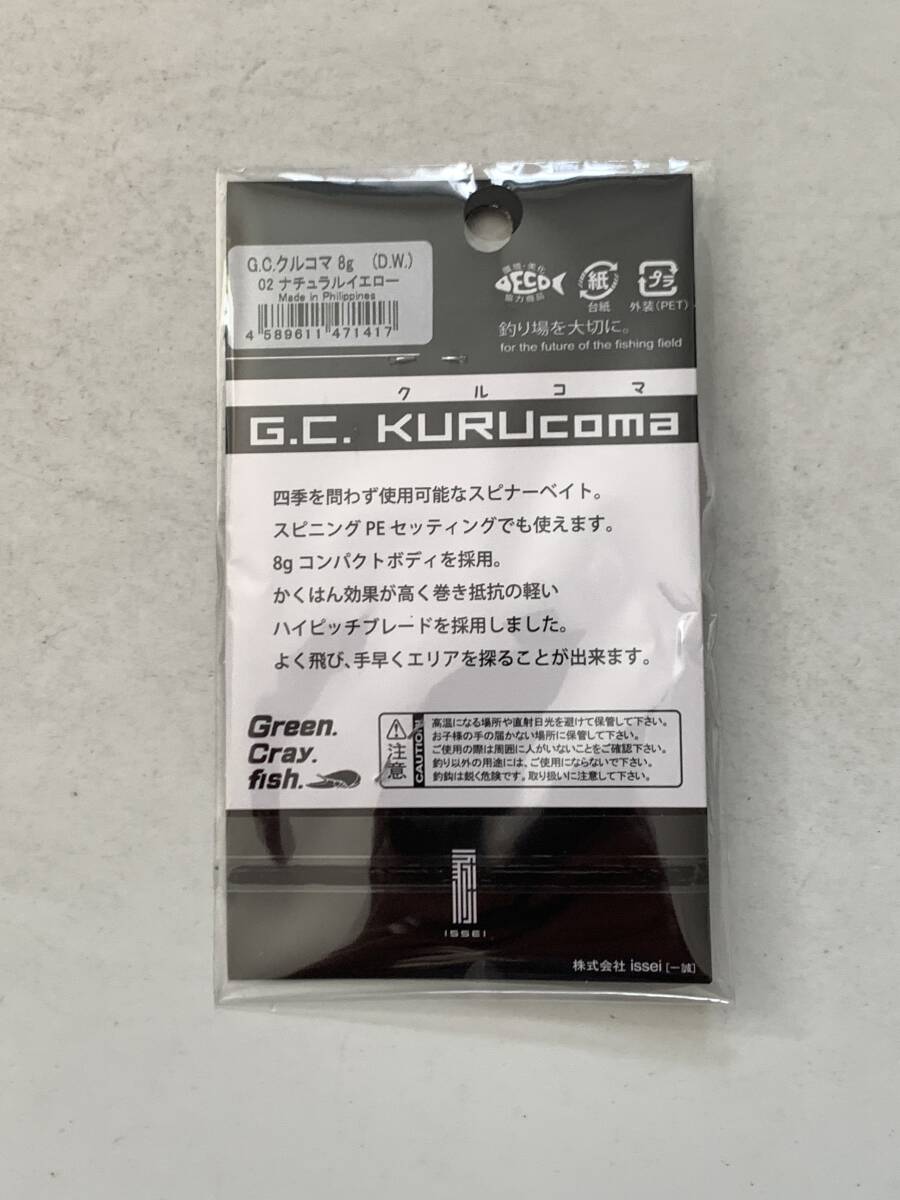 G.C.クルコマ 8g (D.W.)
02 ナチュラルイエロー
Made in Philippines
4 589611 471417
環境・美化
ECO
協力商品
紙
台紙
プラ
外装(PET)
釣り場を大切に。
for the future of the fishing field
クルコマ
G.C. KURUcoma
四季を問わず使用可能なスピナーベイト。
スピニング PE セッティングでも使えます。
8g コンパクトボディを採用。
かくはん効果が高く巻き抵抗の軽い
ハイピッチブレードを採用しました。
よく飛び、手早くエリアを探ることが出来ます。
Green.
Cray.
fish.
注意
CAUTION
高温になる場所や直射日光を避けて保管して下さい。
お子様の手の届かない場所に保管して下さい。
ご使用の際は周囲に人がいないことをご確認下さい。
釣り以外の用途には、ご使用にならないで下さい。
釣鈎は鋭く危険です。取り扱いに注意して下さい。
ISSEI
株式会社 issei [一誠]